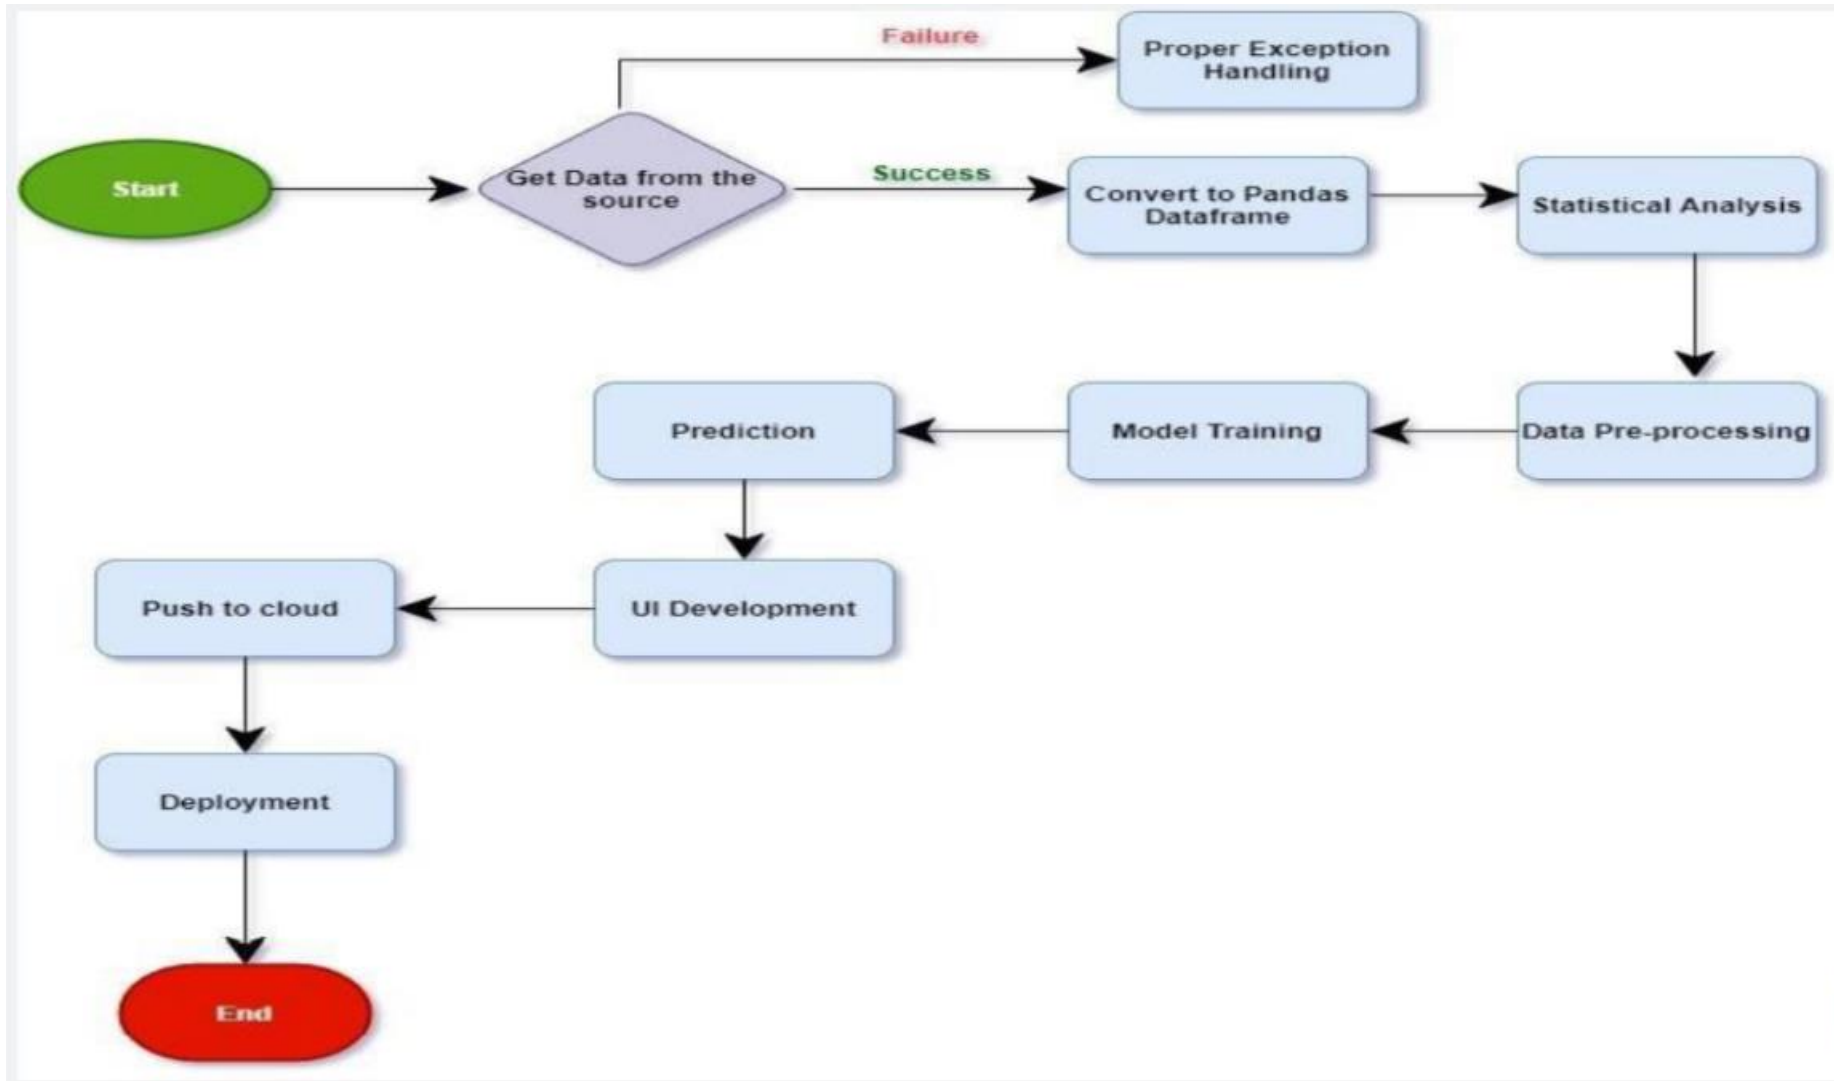 Failure
Proper Exception
Handling
Start
Get Data from the
source
Success
Convert to Pandas
Dataframe
Statistical Analysis
Prediction
Model Training
Data Pre-processing
Push to cloud
UI Development
Deployment
End